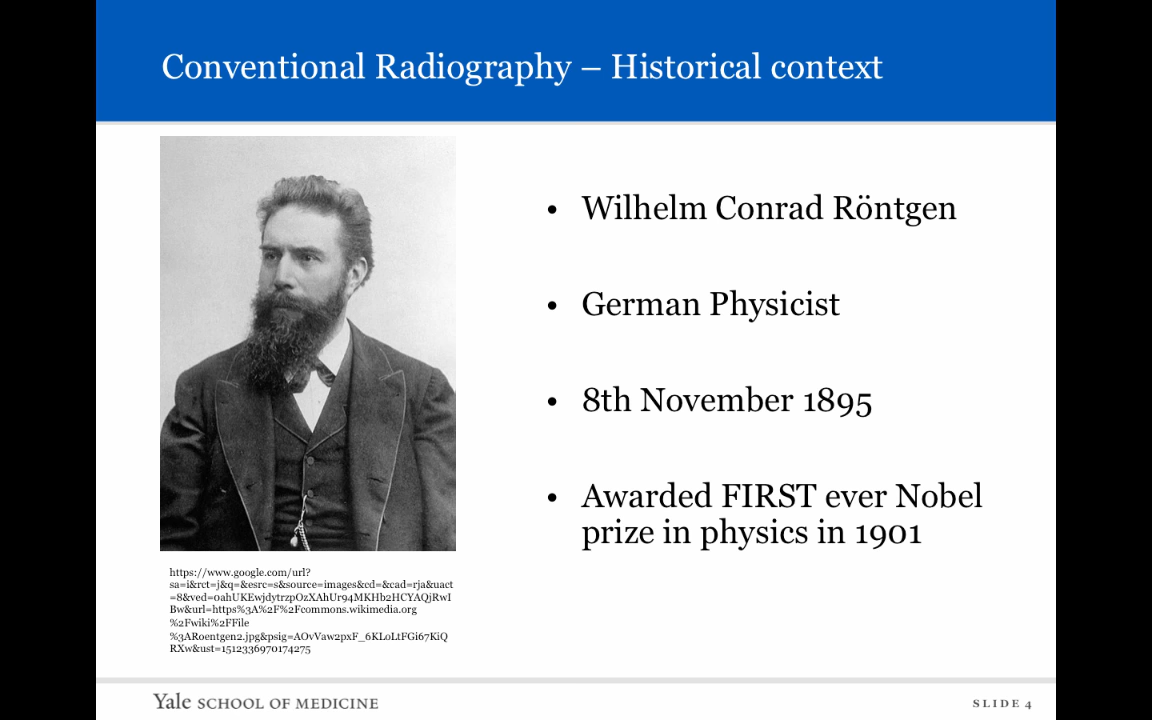 Conventional Radiography – Historical context
• Wilhelm Conrad Röntgen
• German Physicist
• 8th November 1895
• Awarded FIRST ever Nobel
prize in physics in 1901
https://www.google.com/url?
sa=i&rct=j&q=&esrc=s&source=images&cd=&cad=rja&uact
=8&ved=0ahUKEwjdytrzpOzXAhUr94MKHb2HCYAQjRwI
Bw&url=https%3A%2F%2Fcommons.wikimedia.org
%2Fwiki%2FFile
%3ARoentgen2.jpg&psig=AOvVaw2pxF_6KLoLtFGi67KiQ
RXw&ust=1512336970174275
Yale SCHOOL OF MEDICINE
SLIDE 4